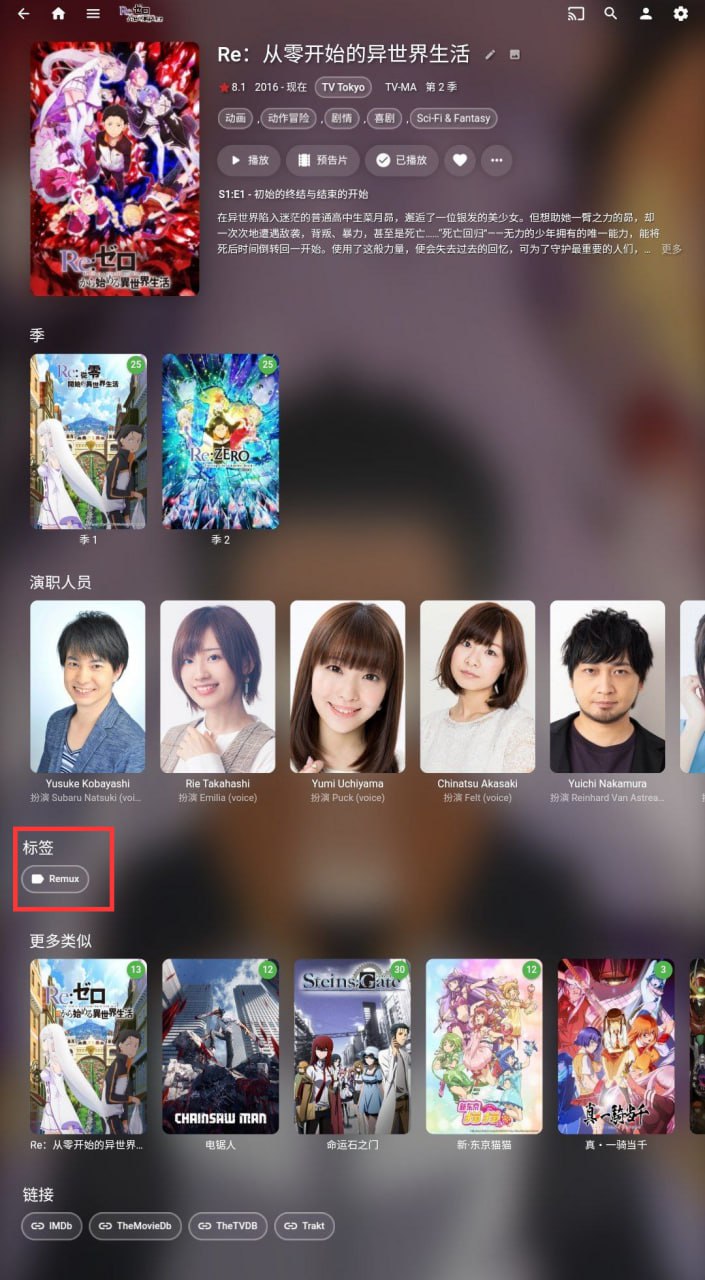 Re:ゼロ
Re：从零开始的异世界生活
8.1 2016 - 现在 TV Tokyo TV-MA 第 2 季
动画 , 动作冒险 , 剧情 , 喜剧 , Sci-Fi & Fantasy
播放 预告片 已播放
S1:E1 - 初始的终结与结束的开始
在异世界陷入迷茫的普通高中生菜月昴，邂逅了一位银发的美少女。但想助她一臂之力的昴，却
一次次地遭遇敌袭，背叛、暴力，甚至是死亡……“死亡回归”——无力的少年拥有的唯一能力，能将
死后时间倒转回一开始。使用了这般力量，便会失去过去的回忆，可为了守护最重要的人们，... 更多
Re:ゼロ
から始める異世界生活
季
25 25
Re:從零
開始的異世界生活
Re:ZERO
季 1 季 2
演职人员
Yusuke Kobayashi Rie Takahashi Yumi Uchiyama Chinatsu Akasaki Yuichi Nakamura
扮演 Subaru Natsuki (voi... 扮演 Emilia (voice) 扮演 Puck (voice) 扮演 Felt (voice) 扮演 Reinhard Van Astrea...
标签
Remux
更多类似
13 12 30 12 3
Re:ゼロ
から始める異世界生活
CHAINSAW MAN
Steins;Gate
真·一騎当千
Re：从零开始的异世界... 电锯人 命运石之门 新·东京猫猫 真・一骑当千
链接
IMDb TheMovieDb TheTVDB Trakt